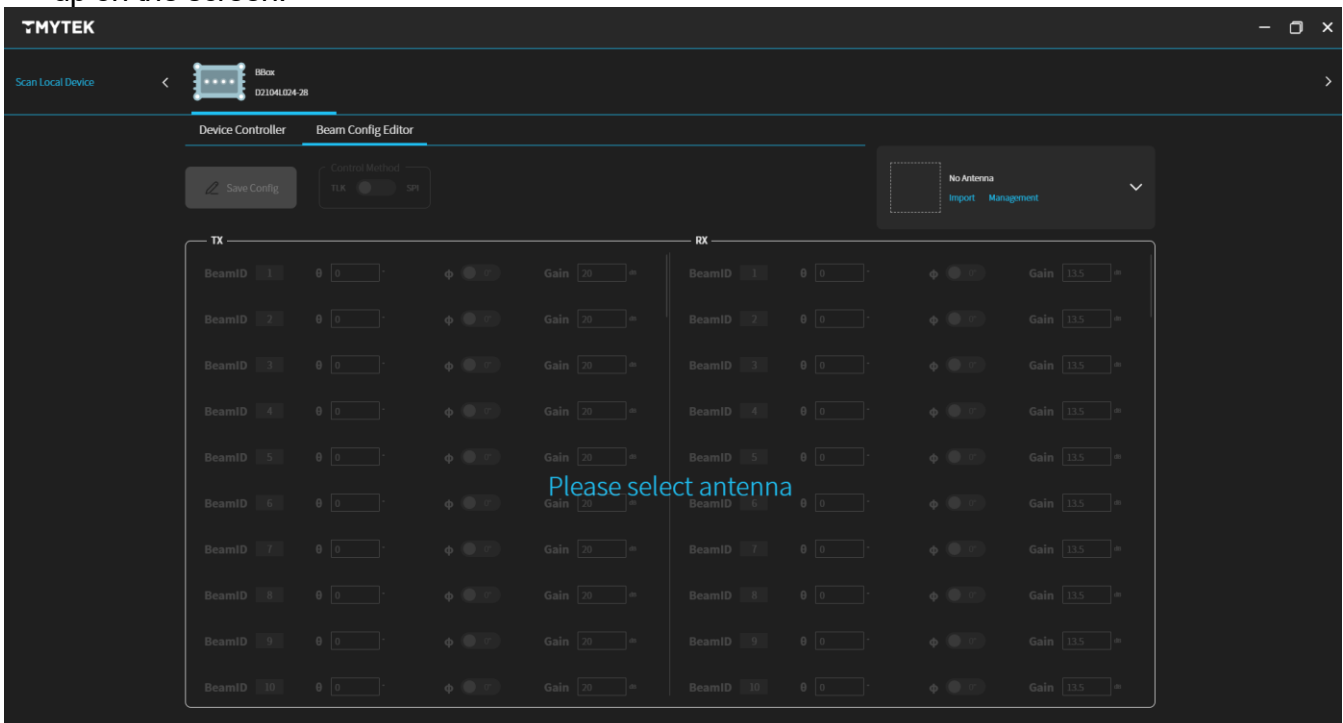 up on the screen.
TMYTEK
Scan Local Device
BBox
D2104L024-28
Device Controller Beam Config Editor
Save Config
Control Method
TLK SPI
No Antenna
Import Management
TX RX
BeamID 1 θ 0 ° ϕ 0° Gain 20 dB BeamID 1 θ 0 ° ϕ 0° Gain 13.5 dB
BeamID 2 θ 0 ° ϕ 0° Gain 20 dB BeamID 2 θ 0 ° ϕ 0° Gain 13.5 dB
BeamID 3 θ 0 ° ϕ 0° Gain 20 dB BeamID 3 θ 0 ° ϕ 0° Gain 13.5 dB
BeamID 4 θ 0 ° ϕ 0° Gain 20 dB BeamID 4 θ 0 ° ϕ 0° Gain 13.5 dB
BeamID 5 θ 0 ° ϕ 0° Gain 20 dB BeamID 5 θ 0 ° ϕ 0° Gain 13.5 dB
Please select antenna
BeamID 6 θ 0 ° ϕ 0° Gain 20 dB BeamID 6 θ 0 ° ϕ 0° Gain 13.5 dB
BeamID 7 θ 0 ° ϕ 0° Gain 20 dB BeamID 7 θ 0 ° ϕ 0° Gain 13.5 dB
BeamID 8 θ 0 ° ϕ 0° Gain 20 dB BeamID 8 θ 0 ° ϕ 0° Gain 13.5 dB
BeamID 9 θ 0 ° ϕ 0° Gain 20 dB BeamID 9 θ 0 ° ϕ 0° Gain 13.5 dB
BeamID 10 θ 0 ° ϕ 0° Gain 20 dB BeamID 10 θ 0 ° ϕ 0° Gain 13.5 dB